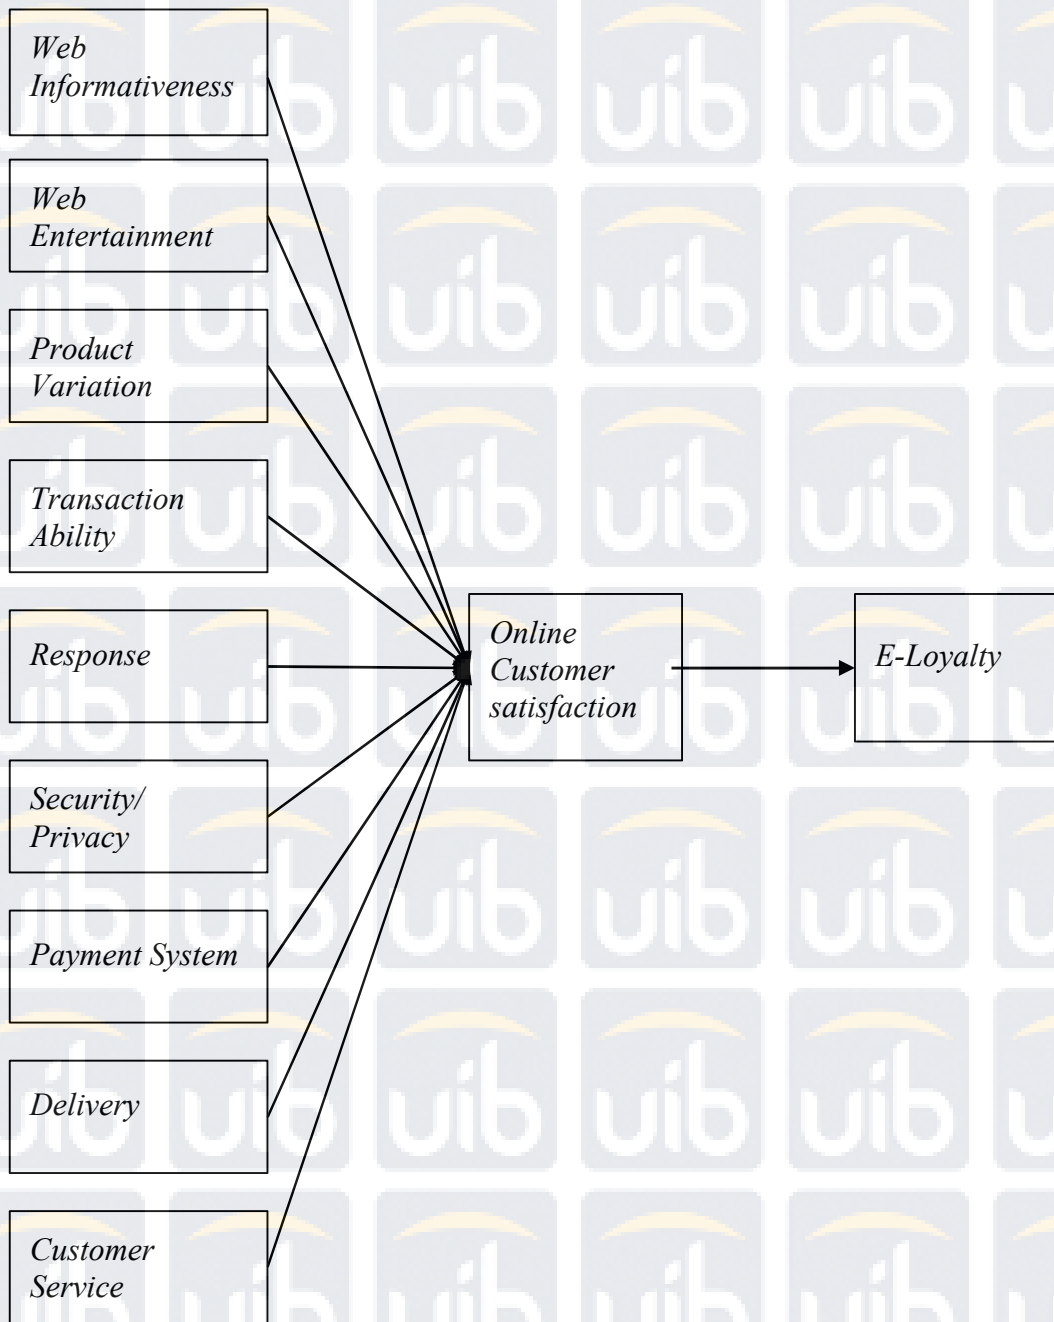 Web
Informativeness
Web
Entertainment
Product
Variation
Transaction
Ability
Response
Security/
Privacy
Payment System
Delivery
Customer
Service
Online
Customer
satisfaction
E-Loyalty
uib